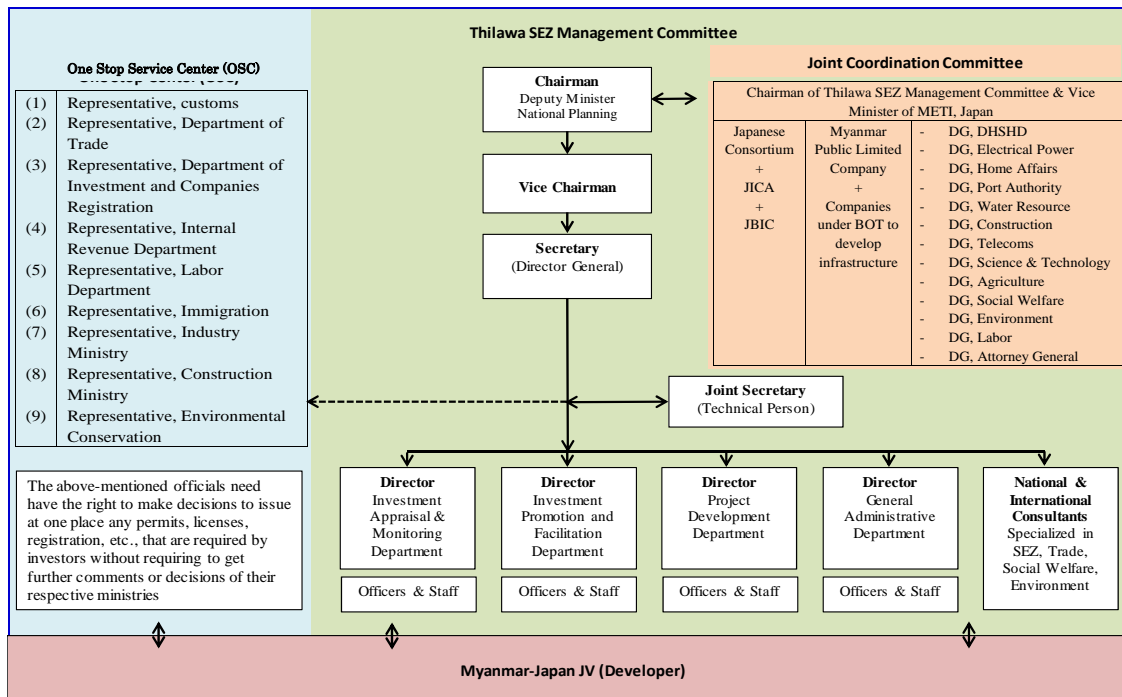 Thilawa SEZ Management Committee
One Stop Service Center (OSC)
(1) Representative, customs
(2) Representative, Department of
Trade
(3) Representative, Department of
Investment and Companies
Registration
(4) Representative, Internal
Revenue Department
(5) Representative, Labor
Department
(6) Representative, Immigration
(7) Representative, Industry
Ministry
(8) Representative, Construction
Ministry
(9) Representative, Environmental
Conservation
The above-mentioned officials need
have the right to make decisions to issue
at one place any permits, licenses,
registration, etc., that are required by
investors without requiring to get
further comments or decisions of their
respective ministries
Chairman
Deputy Minister
National Planning
Vice Chairman
Secretary
(Director General)
Joint Coordination Committee
Chairman of Thilawa SEZ Management Committee & Vice
Minister of METI, Japan
Japanese
Consortium
+
JICA
+
JBIC
Myanmar
Public Limited
Company
+
Companies
under BOT to
develop
infrastructure
- DG, DHSHD
- DG, Electrical Power
- DG, Home Affairs
- DG, Port Authority
- DG, Water Resource
- DG, Construction
- DG, Telecoms
- DG, Science & Technology
- DG, Agriculture
- DG, Social Welfare
- DG, Environment
- DG, Labor
- DG, Attorney General
Joint Secretary
(Technical Person)
Director
Investment
Appraisal &
Monitoring
Department
Officers & Staff
Director
Investment
Promotion and
Facilitation
Department
Officers & Staff
Director
Project
Development
Department
Officers & Staff
Director
General
Administrative
Department
Officers & Staff
National &
International
Consultants
Specialized in
SEZ, Trade,
Social Welfare,
Environment
Myanmar-Japan JV (Developer)